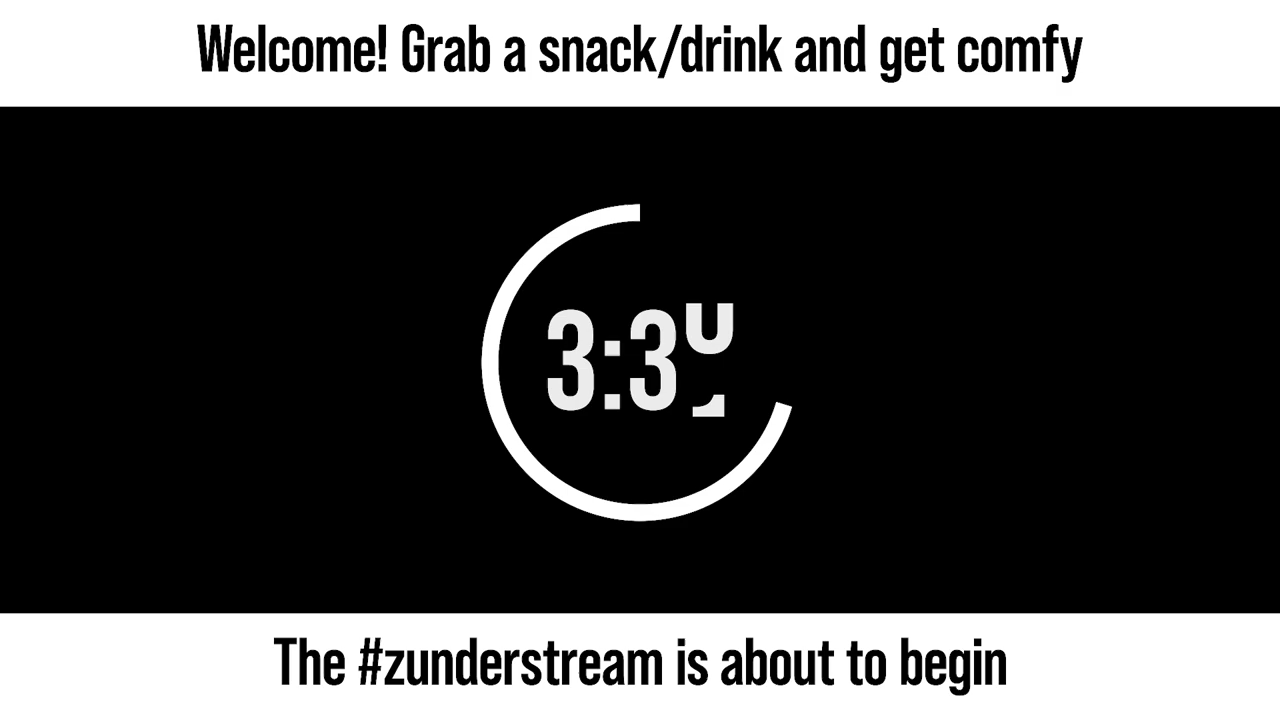 Welcome! Grab a snack/drink and get comfy
3:3
The #zunderstream is about to begin